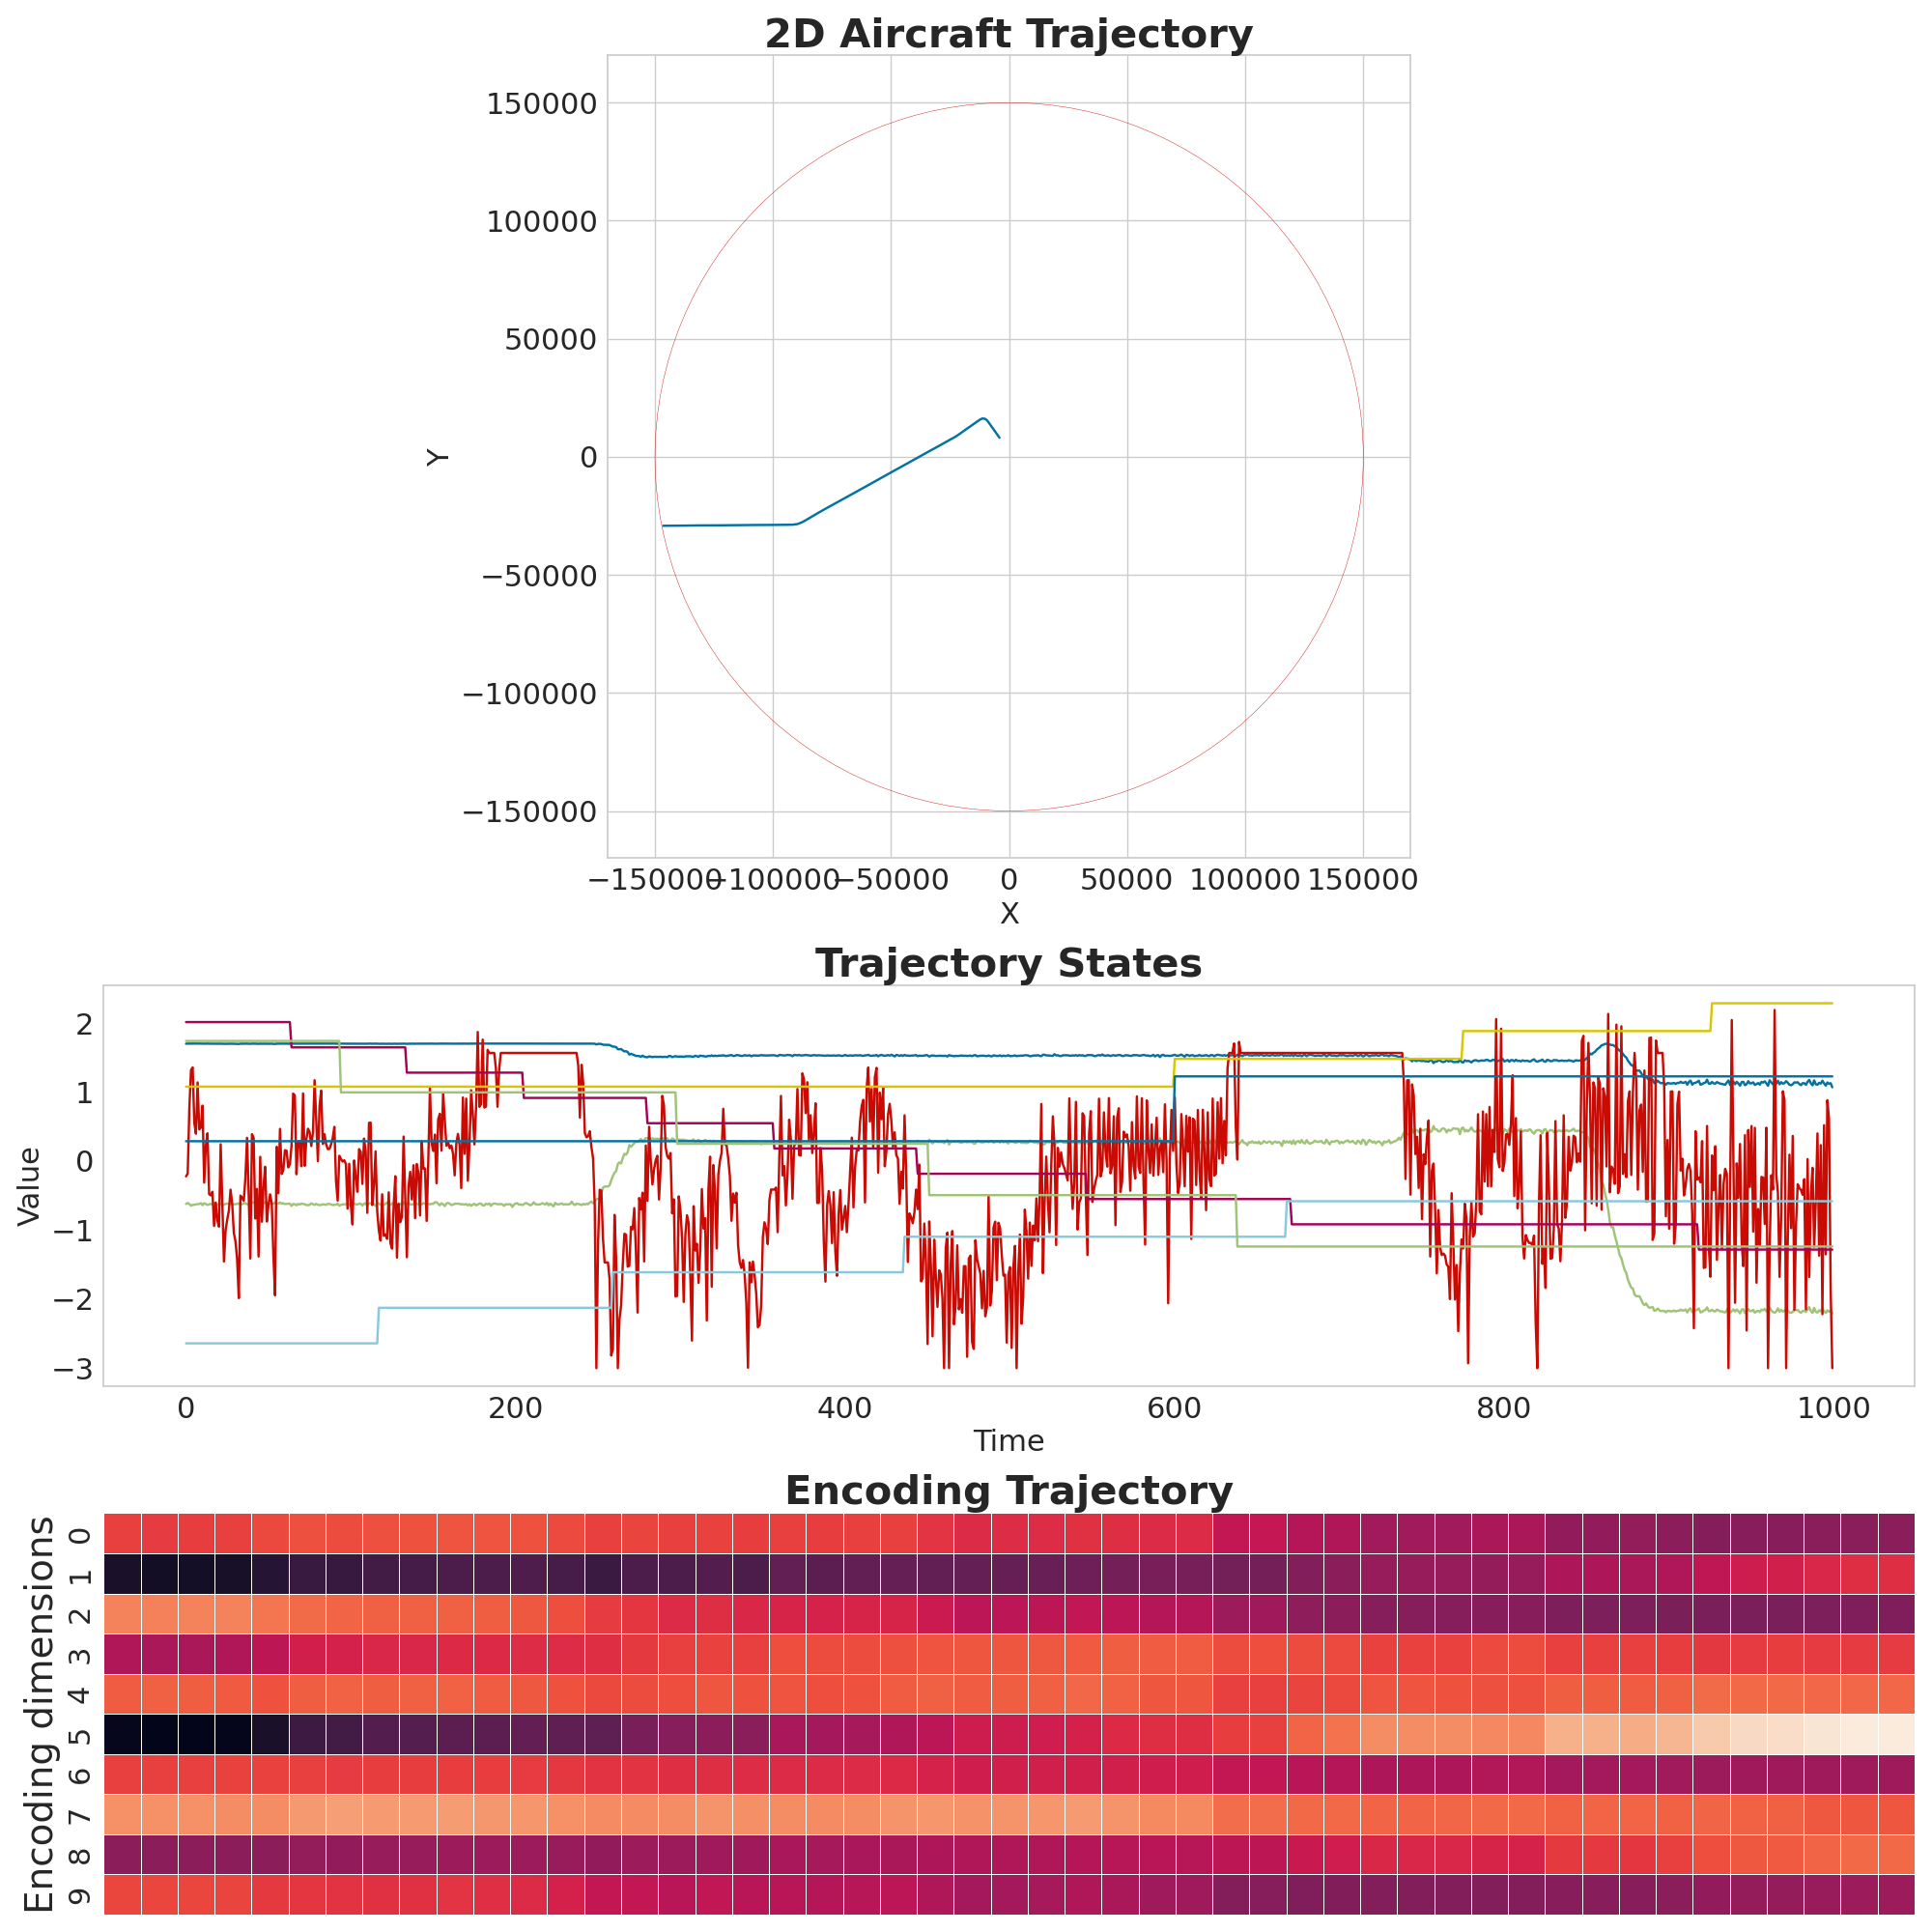 2D Aircraft Trajectory
150000
100000
50000
0
−50000
−100000
−150000
Y
−150000 −100000 −50000 0 50000 100000 150000
X
Trajectory States
2
1
0
−1
−2
−3
Value
0 200 400 600 800 1000
Time
Encoding Trajectory
0
1
2
3
4
5
6
7
8
9
Encoding dimensions